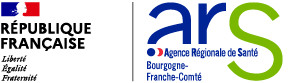 RÉPUBLIQUE
FRANÇAISE
Liberté
Égalité
Fraternité
ars
Agence Régionale de Santé
Bourgogne-
Franche-Comté